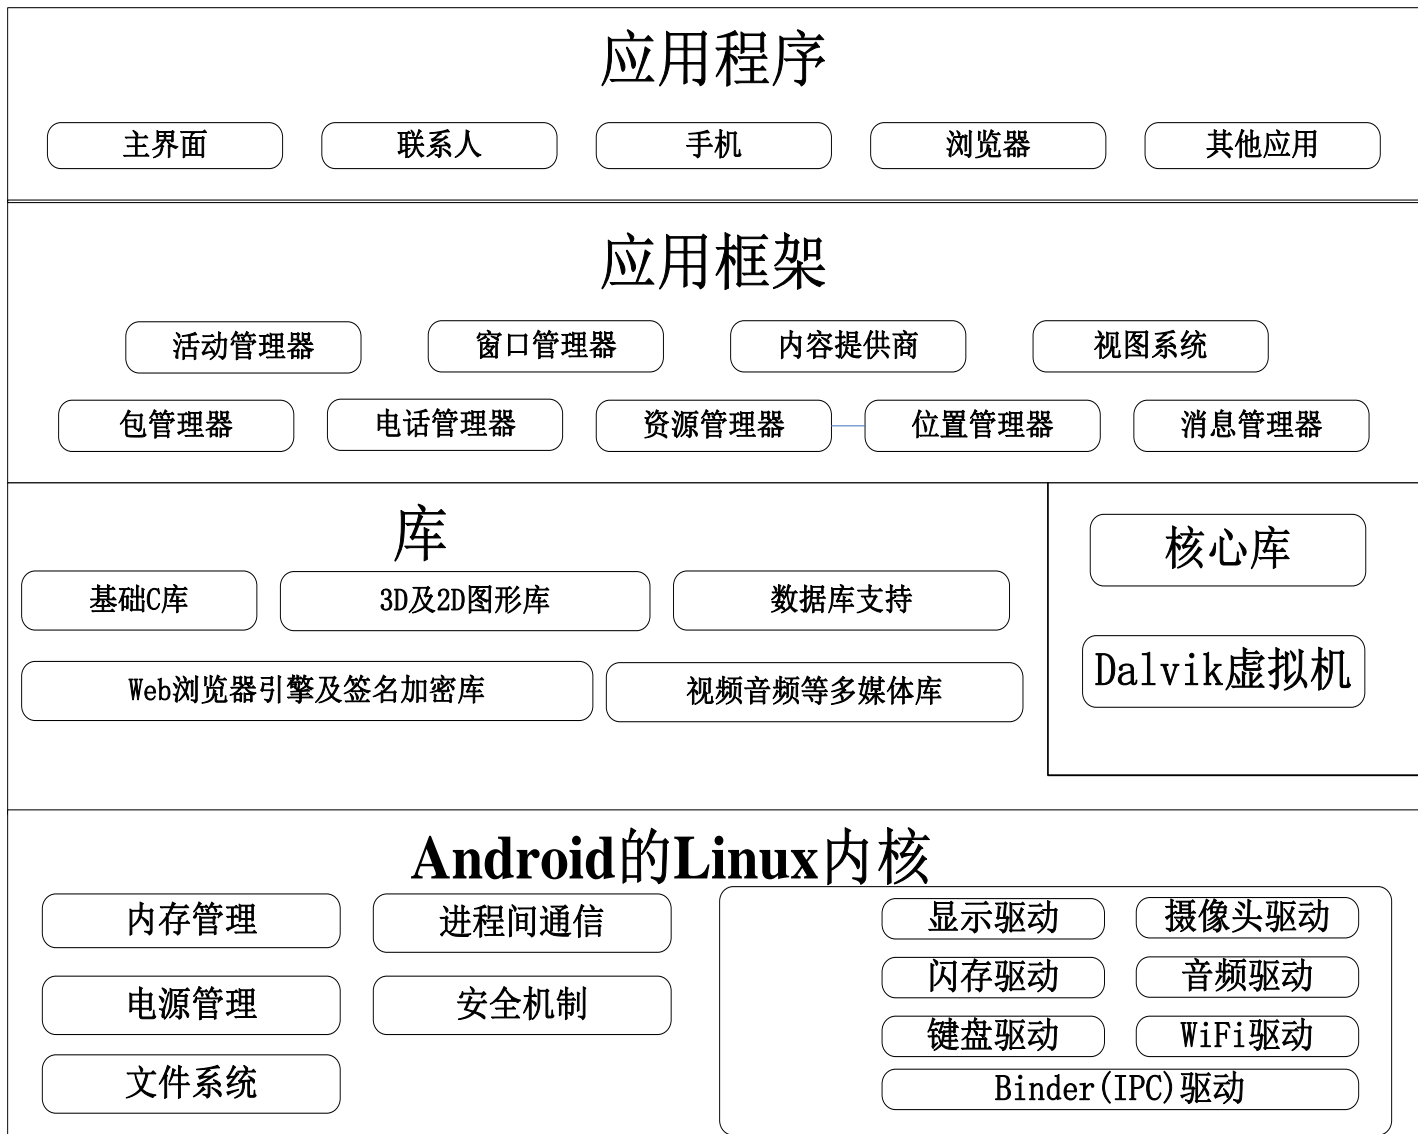 应用程序
主界面 联系人 手机 浏览器 其他应用
应用框架
活动管理器 窗口管理器 内容提供商 视图系统
包管理器 电话管理器 资源管理器 位置管理器 消息管理器
库
基础C库 3D及2D图形库 数据库支持
Web浏览器引擎及签名加密库 视频音频等多媒体库
核心库
Dalvik虚拟机
Android的Linux内核
内存管理 进程间通信
电源管理 安全机制
文件系统
显示驱动 摄像头驱动
闪存驱动 音频驱动
键盘驱动 WiFi驱动
Binder(IPC)驱动